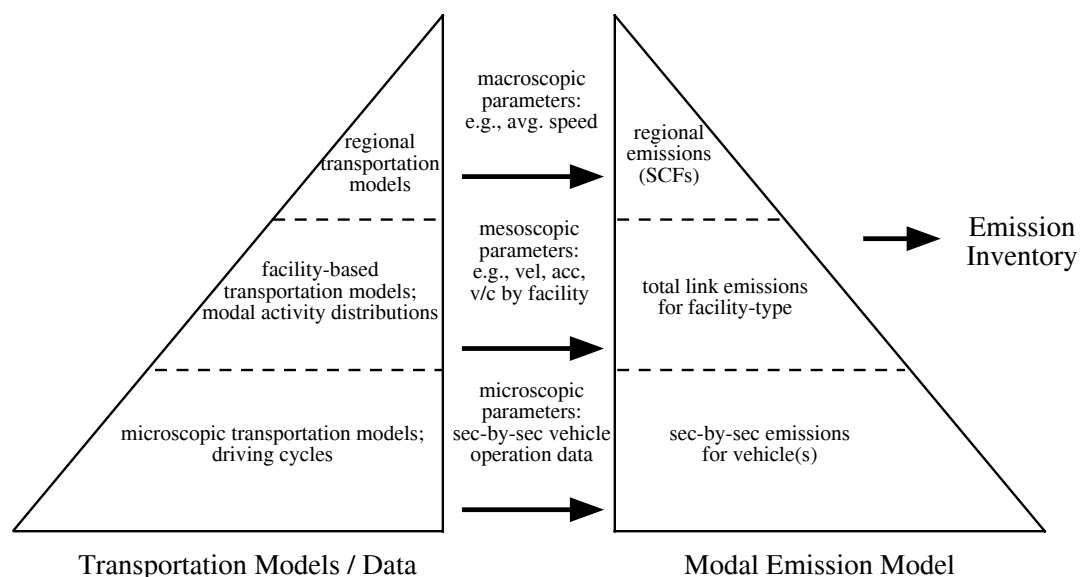 macroscopic
parameters:
e.g., avg. speed
regional
transportation
models
regional
emissions
(SCFs)
mesoscopic
parameters:
e.g., vel, acc,
v/c by facility
facility-based
transportation models;
modal activity distributions
total link emissions
for facility-type
Emission
Inventory
microscopic
parameters:
sec-by-sec vehicle
operation data
microscopic transportation models;
driving cycles
sec-by-sec emissions
for vehicle(s)
Transportation Models / Data
Modal Emission Model